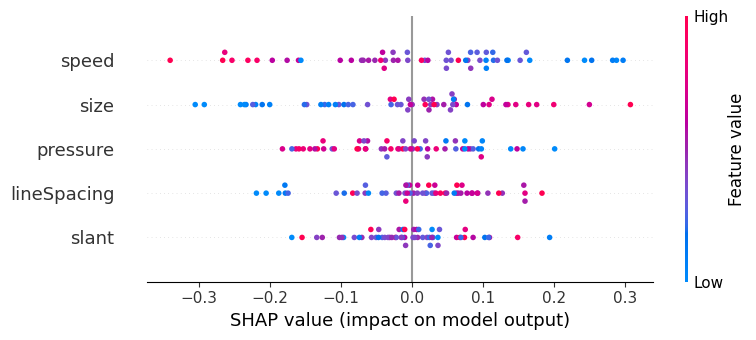 High
speed
size
pressure
lineSpacing
slant
Feature value
Low
−0.3 −0.2 −0.1 0.0 0.1 0.2 0.3
SHAP value (impact on model output)